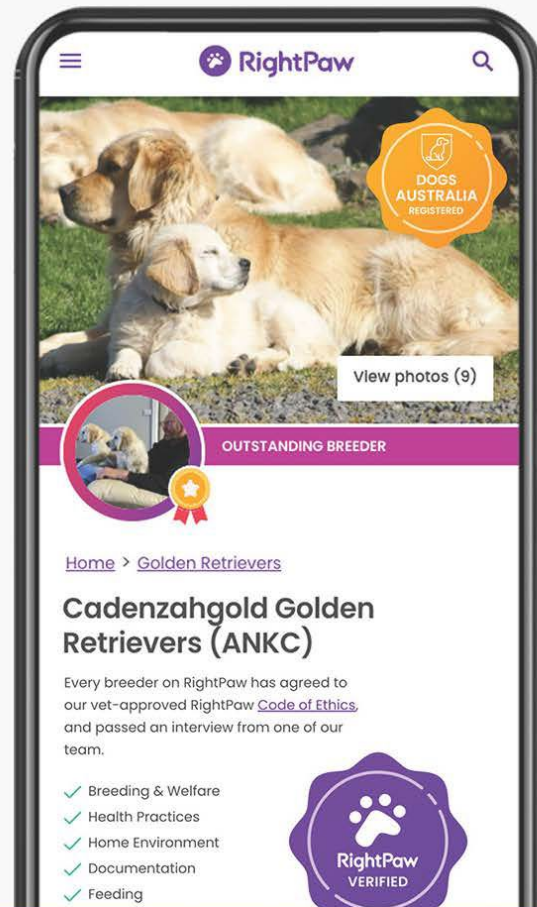 RightPaw
DOGS
AUSTRALIA
REGISTERED
View photos (9)
OUTSTANDING BREEDER
Home > Golden Retrievers
Cadenzahgold Golden
Retrievers (ANKC)
Every breeder on RightPaw has agreed to
our vet-approved RightPaw Code of Ethics,
and passed an interview from one of our
team.
Breeding & Welfare
Health Practices
Home Environment
Documentation
Feeding
RightPaw
VERIFIED